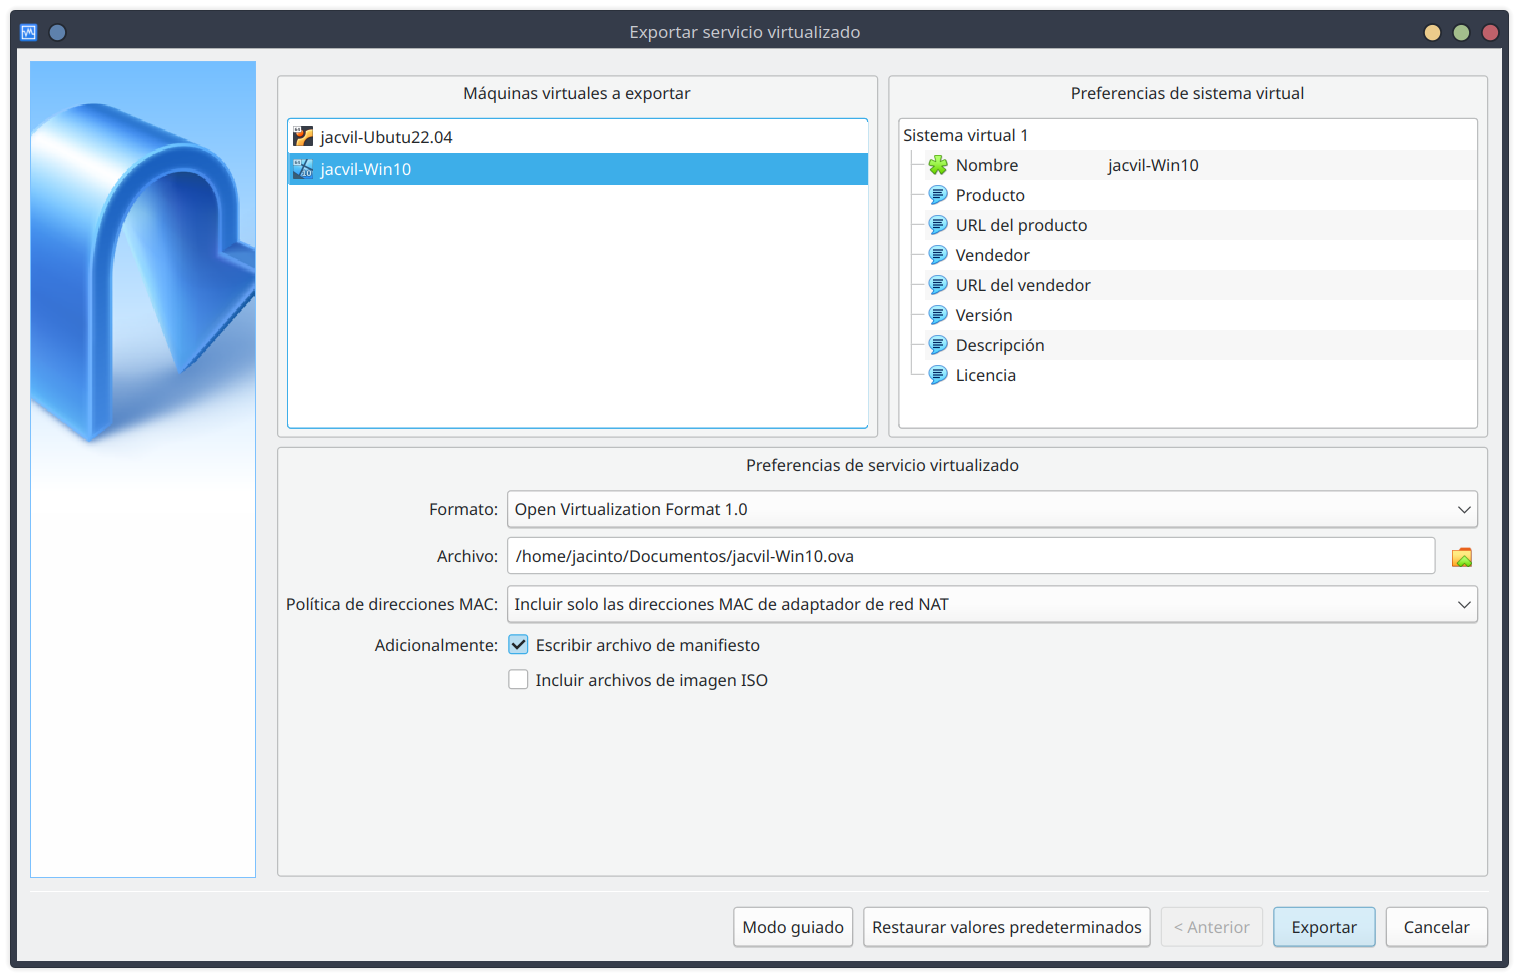 Exportar servicio virtualizado
Máquinas virtuales a exportar
jacvil-Ubutu22.04
jacvil-Win10
Preferencias de sistema virtual
Sistema virtual 1
Nombre jacvil-Win10
Producto
URL del producto
Vendedor
URL del vendedor
Versión
Descripción
Licencia
Preferencias de servicio virtualizado
Formato: Open Virtualization Format 1.0
Archivo: /home/jacinto/Documentos/jacvil-Win10.ova
Política de direcciones MAC: Incluir solo las direcciones MAC de adaptador de red NAT
Adicionalmente: Escribir archivo de manifiesto
Incluir archivos de imagen ISO
Modo guiado Restaurar valores predeterminados < Anterior Exportar Cancelar